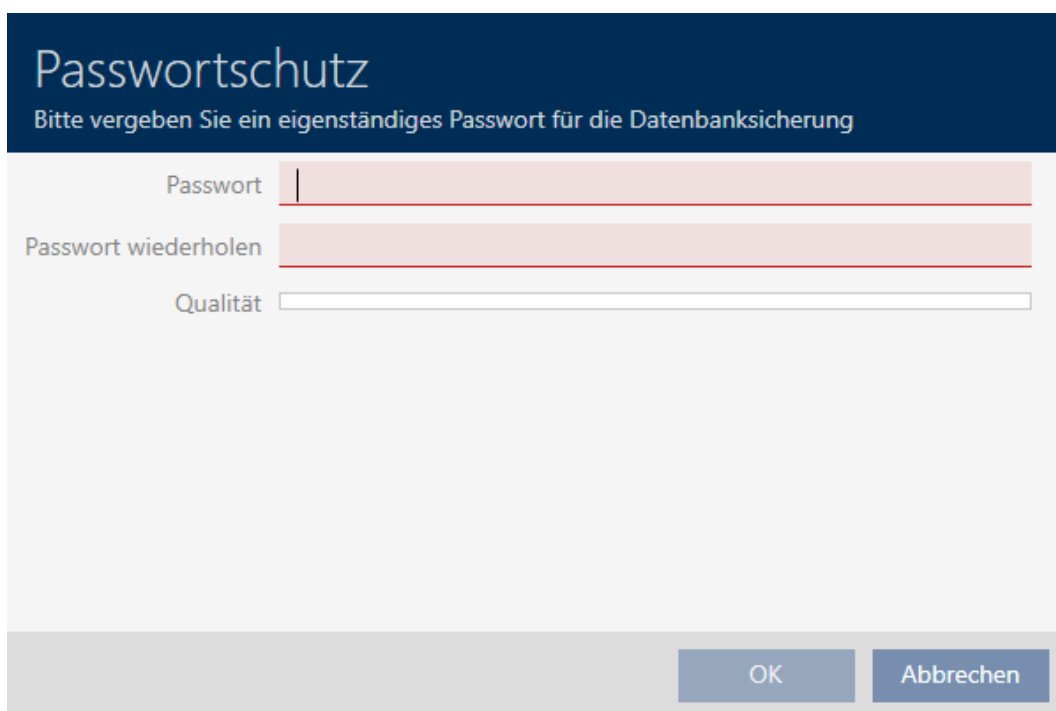 Passwortschutz
Bitte vergeben Sie ein eigenständiges Passwort für die Datenbanksicherung
Passwort
Passwort wiederholen
Qualität
OK Abbrechen